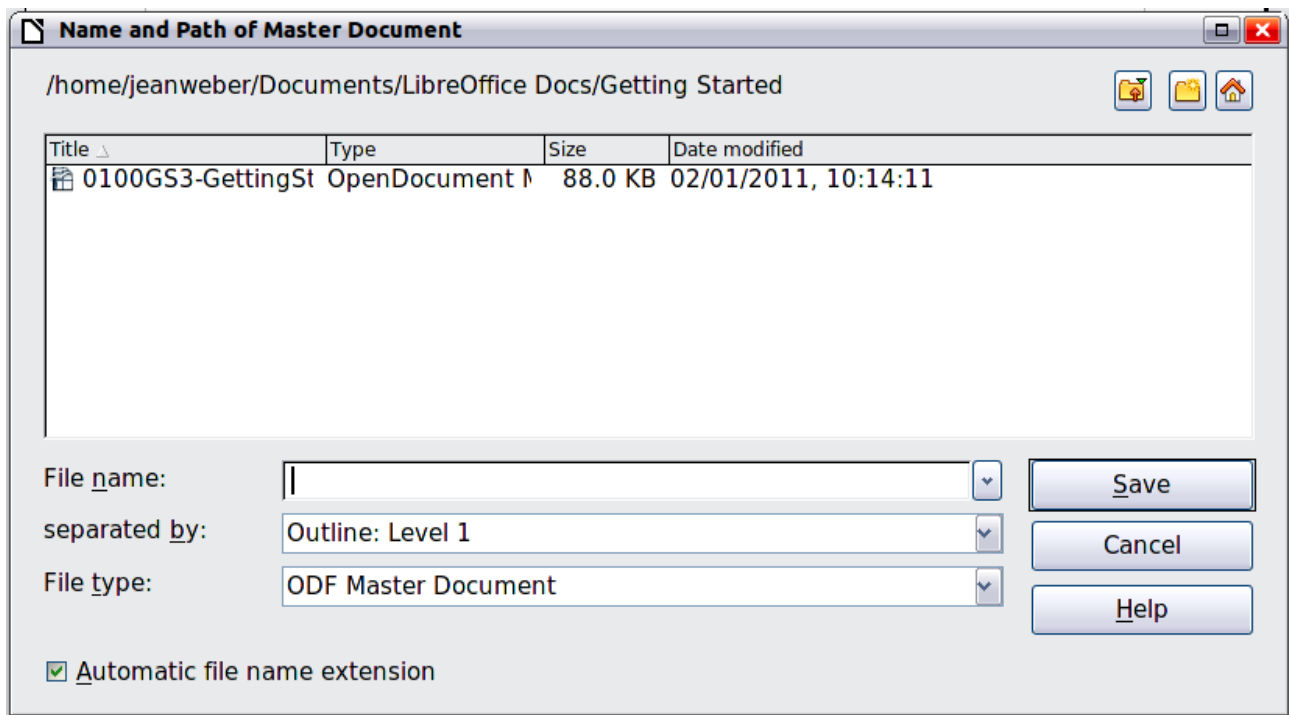 Name and Path of Master Document
/home/jeanweber/Documents/LibreOffice Docs/Getting Started
Title Type Size Date modified
0100GS3-GettingSt OpenDocument M 88.0 KB 02/01/2011, 10:14:11
File name:
Save
separated by: Outline: Level 1
Cancel
File type: ODF Master Document
Help
Automatic file name extension